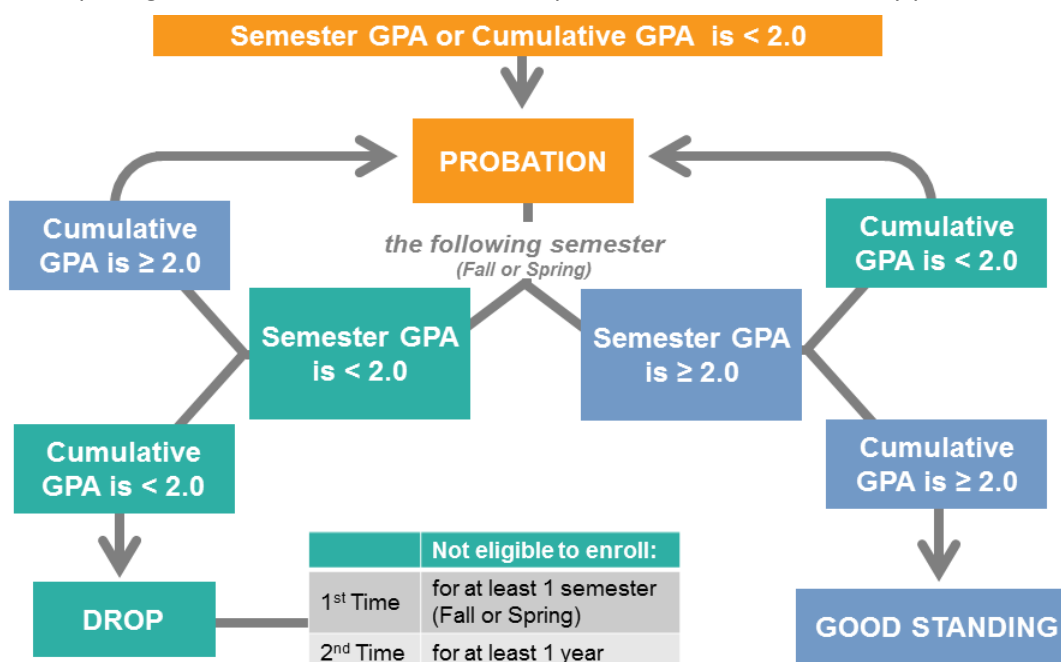 Semester GPA or Cumulative GPA is < 2.0
PROBATION
the following semester
(Fall or Spring)
Cumulative
GPA is ≥ 2.0
Cumulative
GPA is < 2.0
Semester GPA
is < 2.0
Semester GPA
is ≥ 2.0
Cumulative
GPA is < 2.0
Cumulative
GPA is ≥ 2.0
DROP
Not eligible to enroll:
1st Time for at least 1 semester
(Fall or Spring)
2nd Time for at least 1 year
GOOD STANDING